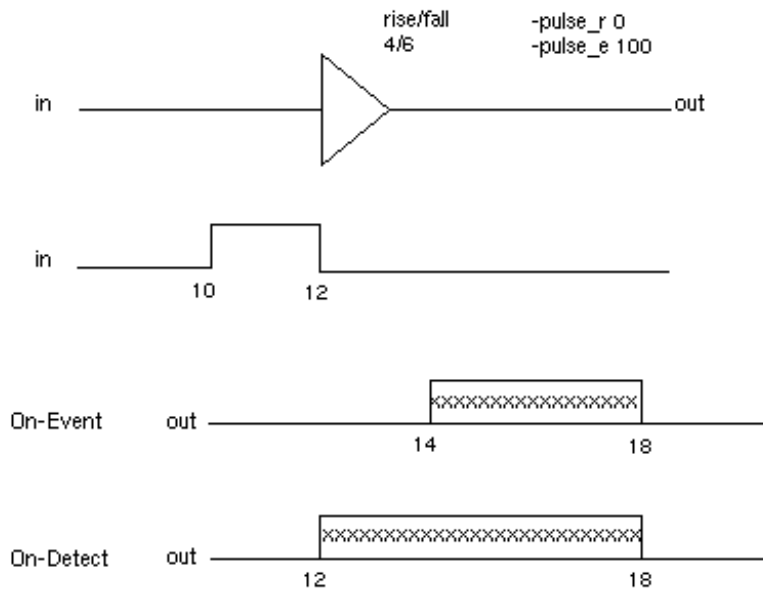 rise/fall -pulse_r 0
4/6 -pulse_e 100
in out
in
10 12
xxxxxxxxxxxxxxxx
On-Event out
14 18
xxxxxxxxxxxxxxxxxxxxxxxxx
On-Detect out
12 18